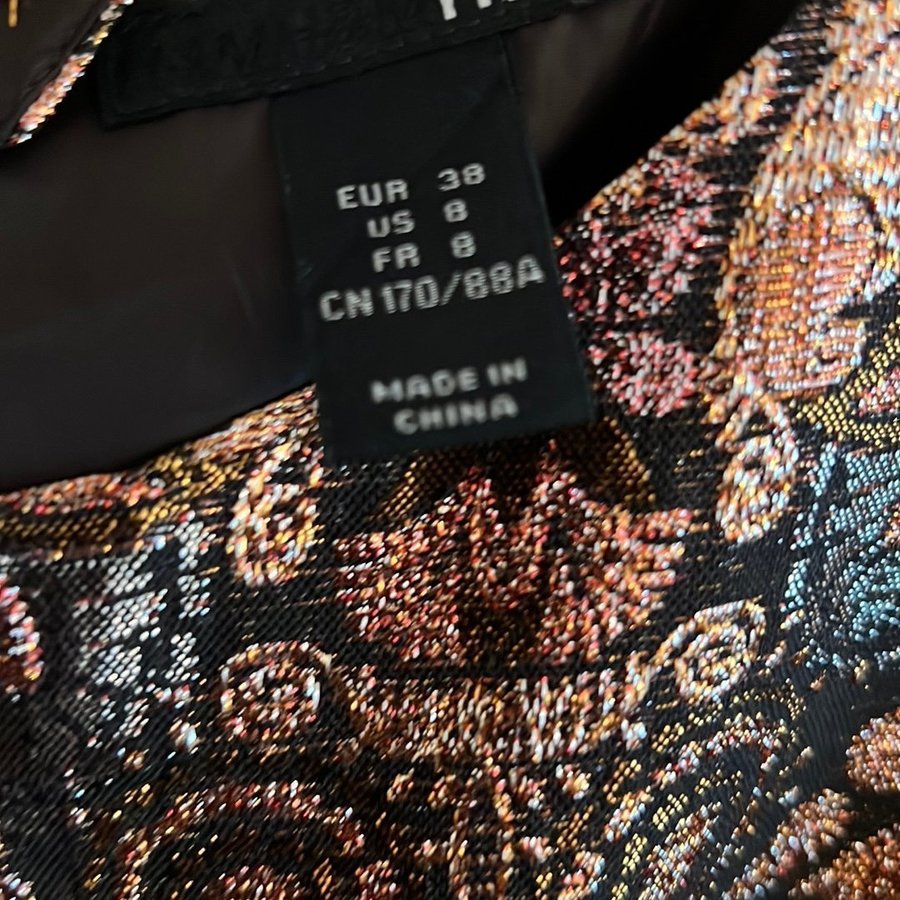 EUR 38
US 8
FR 8
CN 170/88A
MADE IN
CHINA